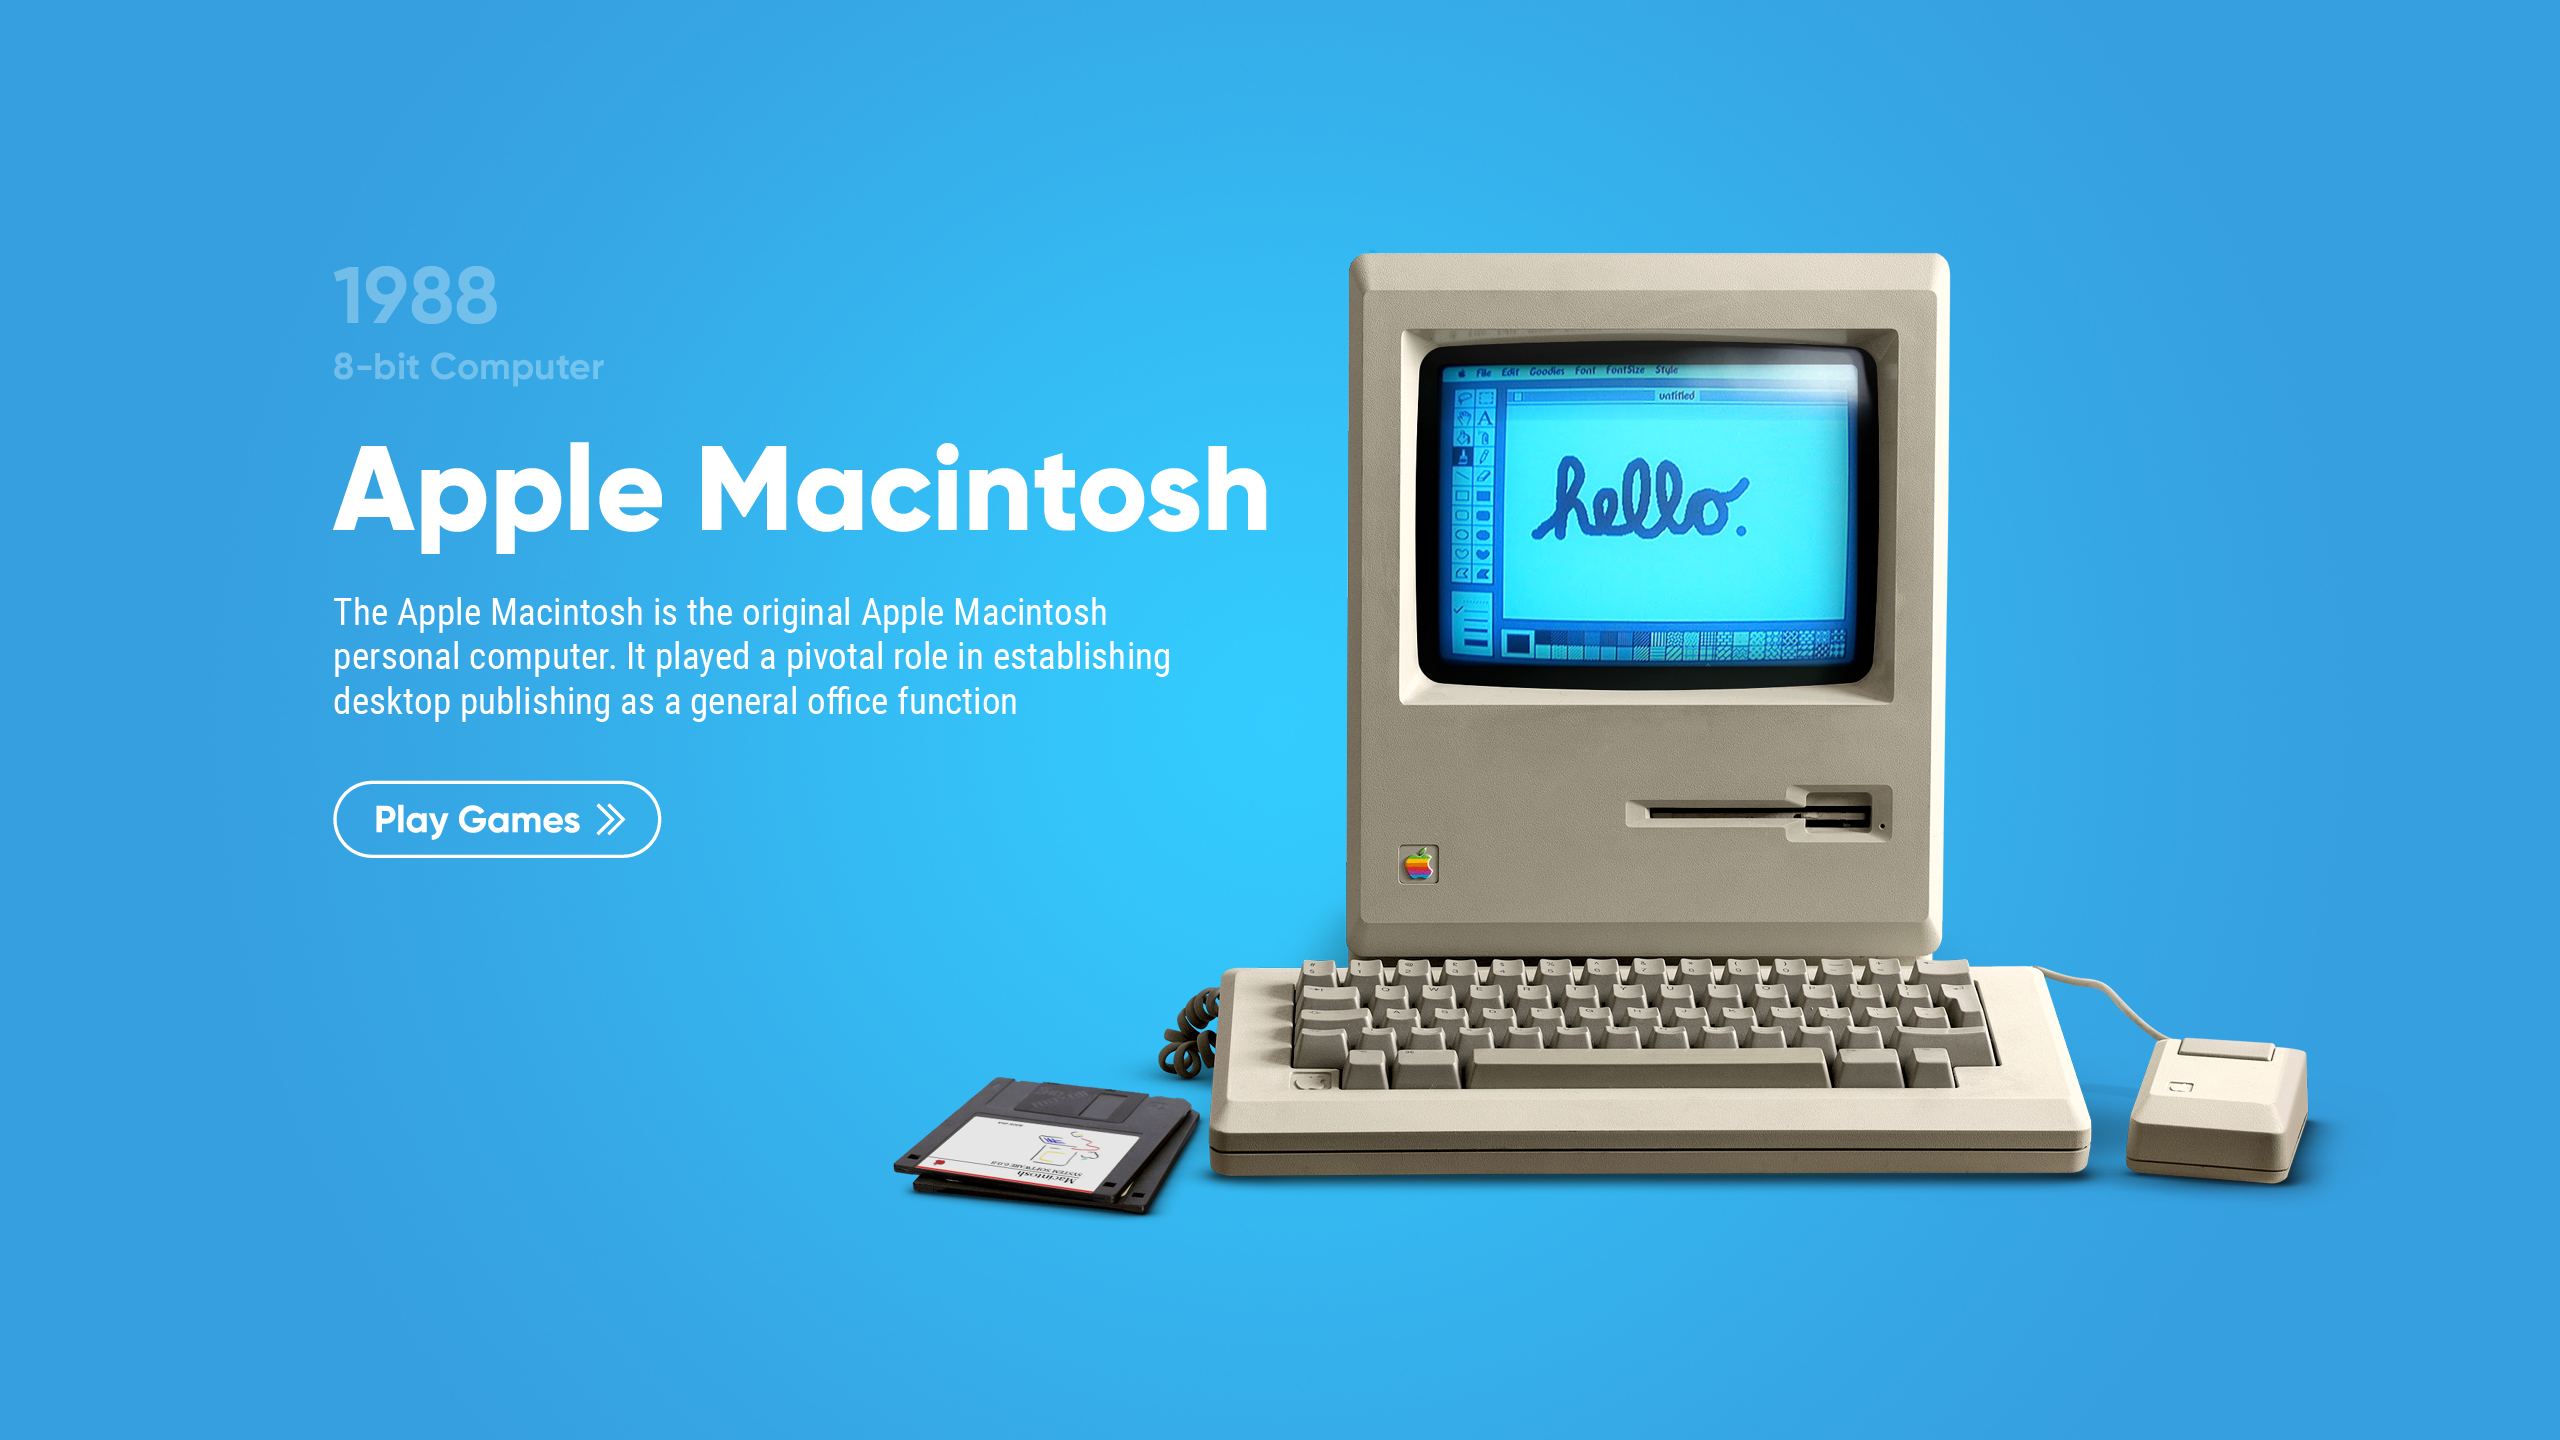 1988
8-bit Computer
Apple Macintosh
The Apple Macintosh is the original Apple Macintosh
personal computer. It played a pivotal role in establishing
desktop publishing as a general office function
Play Games
File Edit Goodies Font FontSize Style
untitled
A
hello.
Macintosh